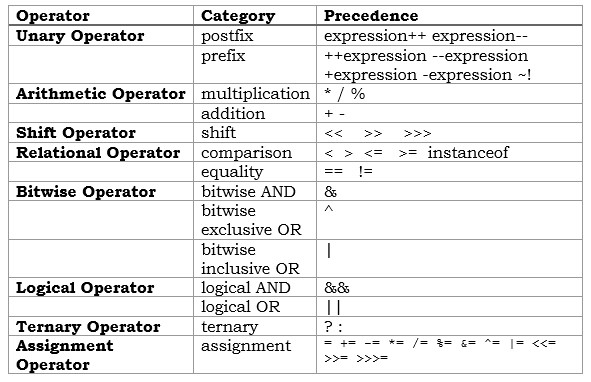 Operator Category Precedence
Unary Operator postfix expression++ expression--
prefix ++expression --expression
+expression -expression ~!
Arithmetic Operator multiplication * / %
addition + -
Shift Operator shift << >> >>>
Relational Operator comparison < > <= >= instanceof
equality == !=
Bitwise Operator bitwise AND &
bitwise ^
exclusive OR
bitwise |
inclusive OR
Logical Operator logical AND &&
logical OR ||
Ternary Operator ternary ? :
Assignment assignment = += -= *= /= %= &= ^= |= <<=
Operator >>= >>>=